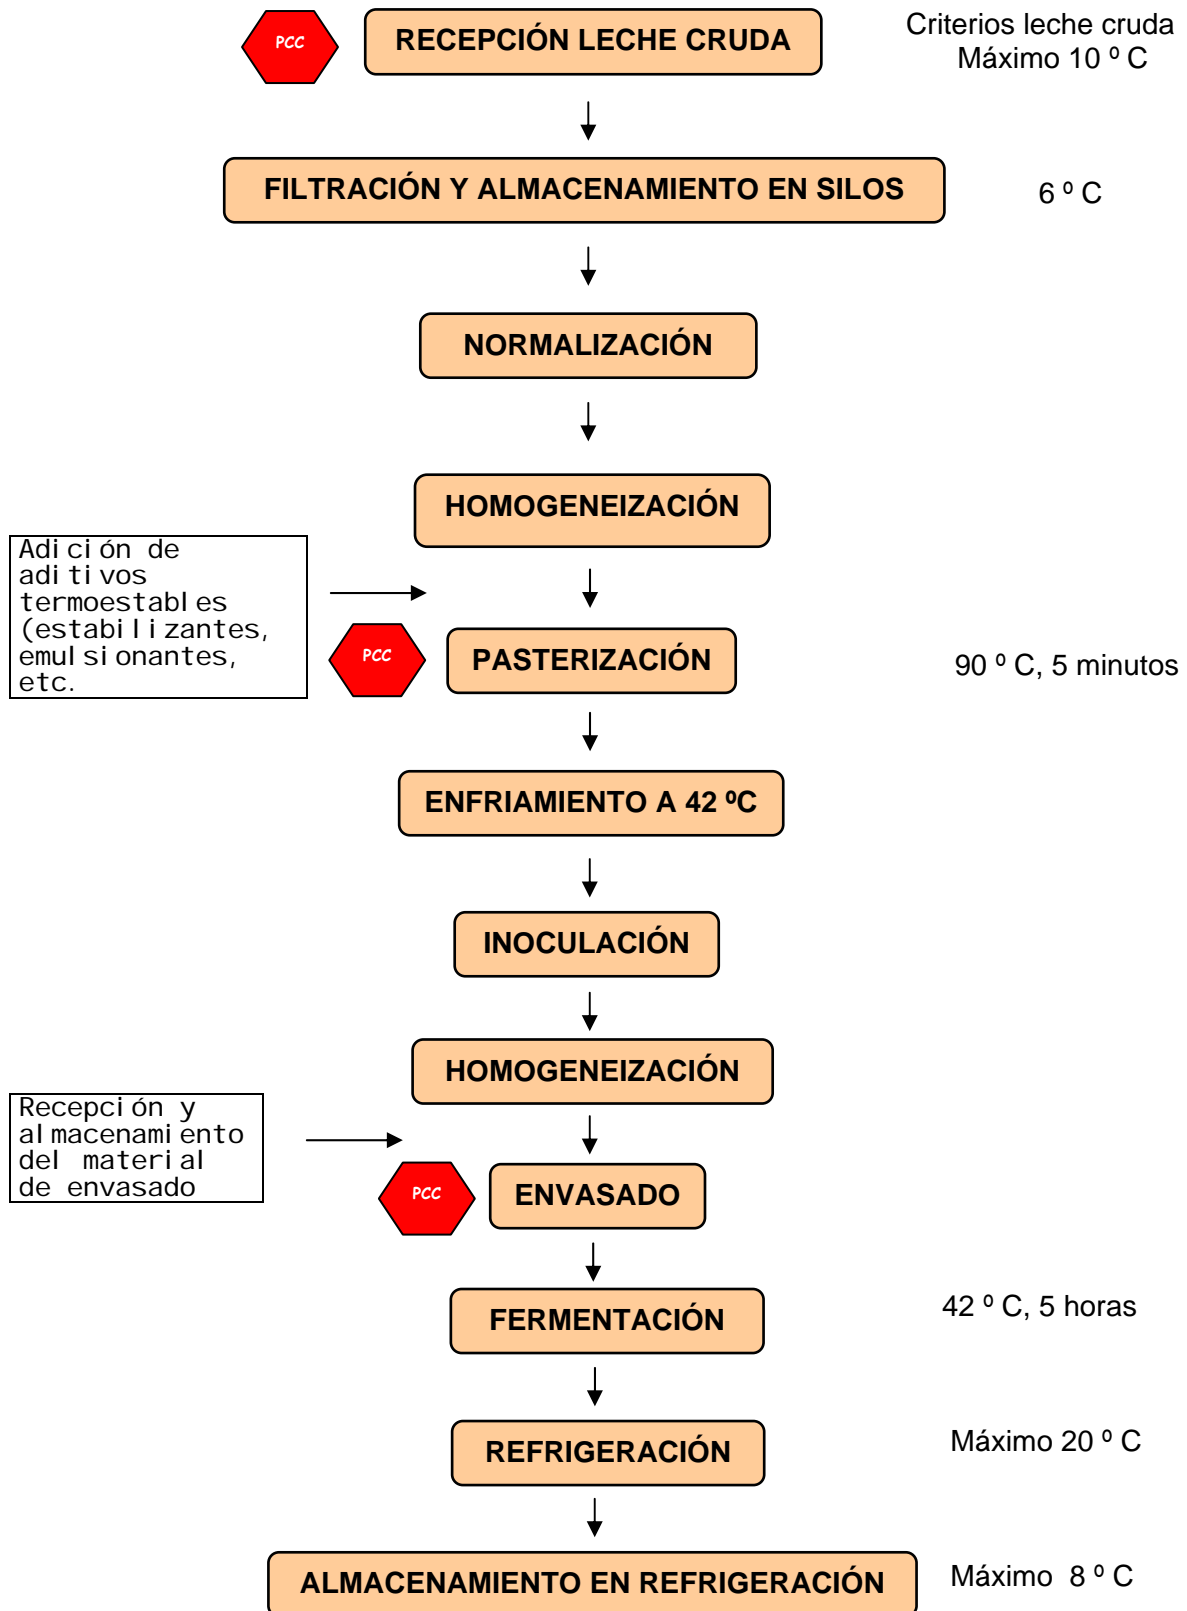 PCC
RECEPCIÓN LECHE CRUDA
Criterios leche cruda
Máximo 10 º C
FILTRACIÓN Y ALMACENAMIENTO EN SILOS
6 º C
NORMALIZACIÓN
HOMOGENEIZACIÓN
Adición de
aditivos
termoestables
(estabilizantes,
emulsionantes,
etc.
PCC
PASTERIZACIÓN
90 º C, 5 minutos
ENFRIAMIENTO A 42 ºC
INOCULACIÓN
HOMOGENEIZACIÓN
Recepción y
almacenamiento
del material
de envasado
PCC
ENVASADO
FERMENTACIÓN
42 º C, 5 horas
REFRIGERACIÓN
Máximo 20 º C
ALMACENAMIENTO EN REFRIGERACIÓN
Máximo 8 º C